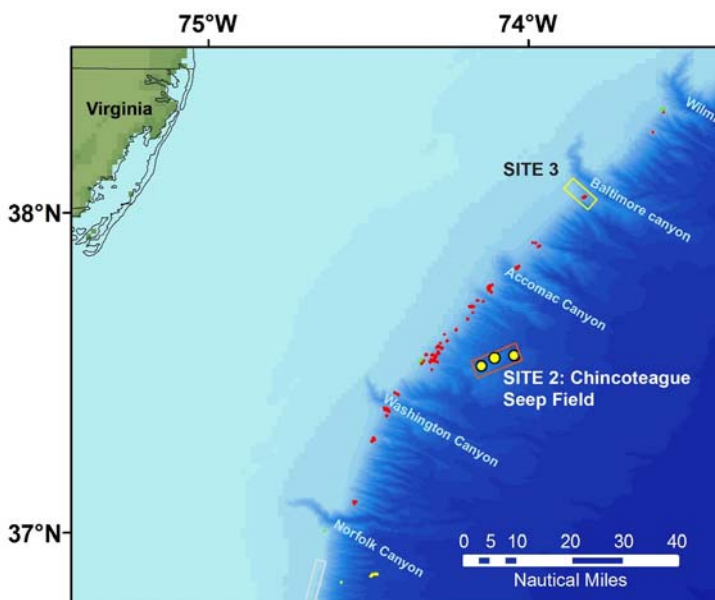 75°W
74°W
Virginia
Wilm
SITE 3
38°N
Baltimore canyon
Accomac Canyon
SITE 2: Chincoteague
Seep Field
Washington Canyon
37°N
Norfolk Canyon
0 5 10 20 30 40
Nautical Miles